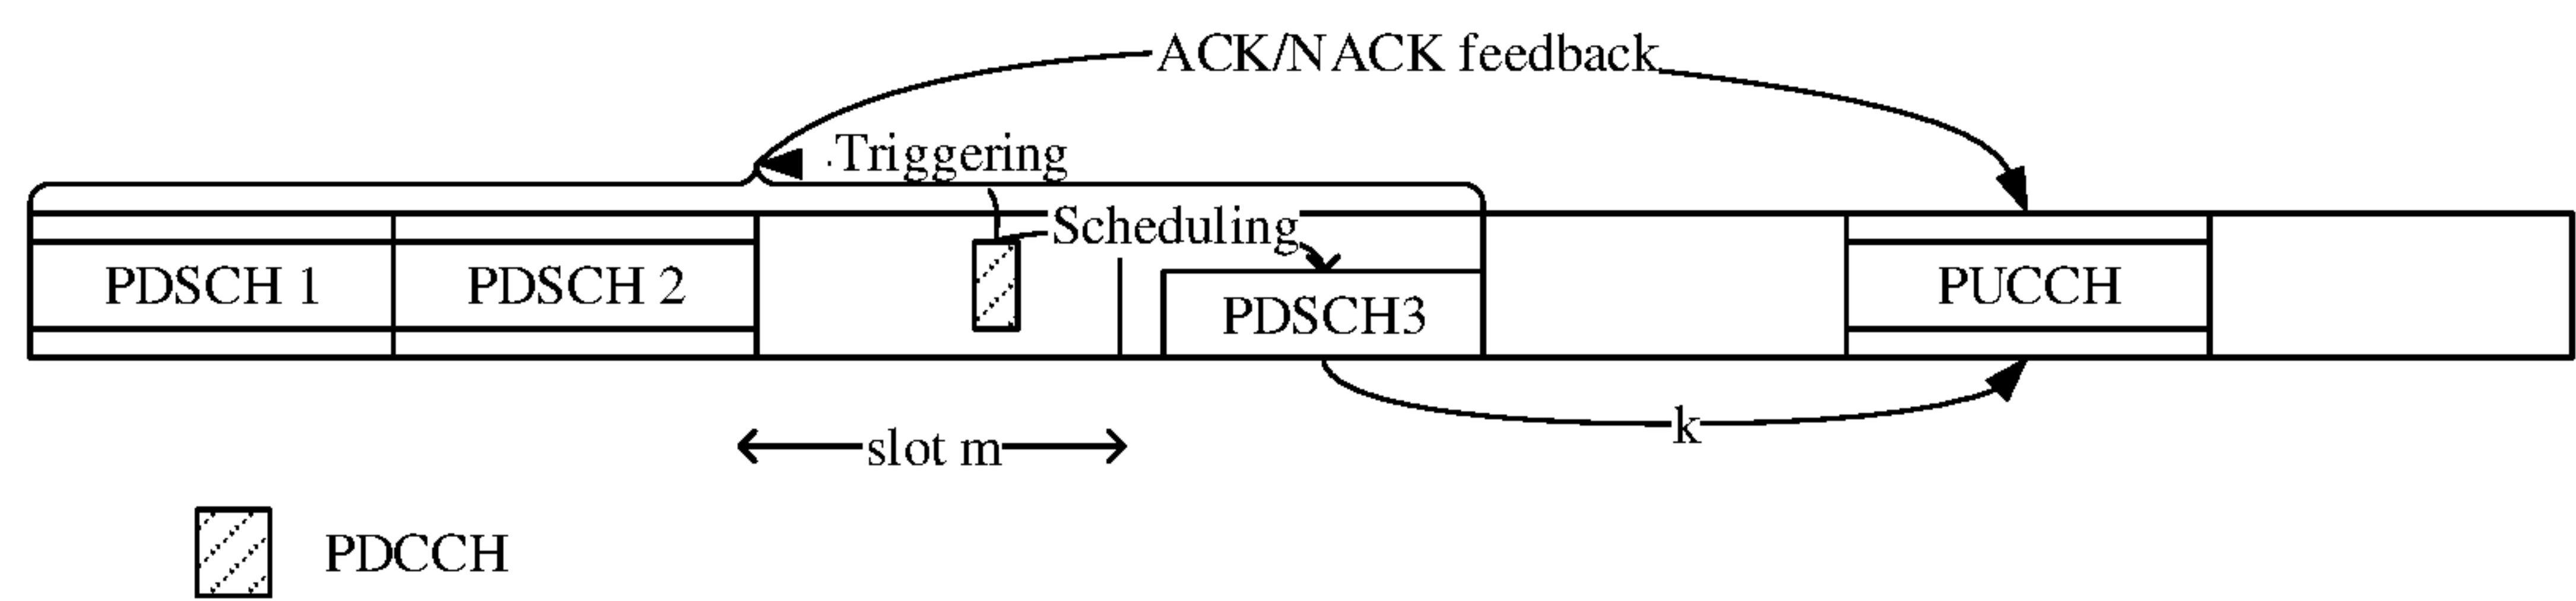 ACK/NACK feedback
Triggering
Scheduling
PDSCH 1
PDSCH 2
PDSCH3
PUCCH
k
slot m
PDCCH